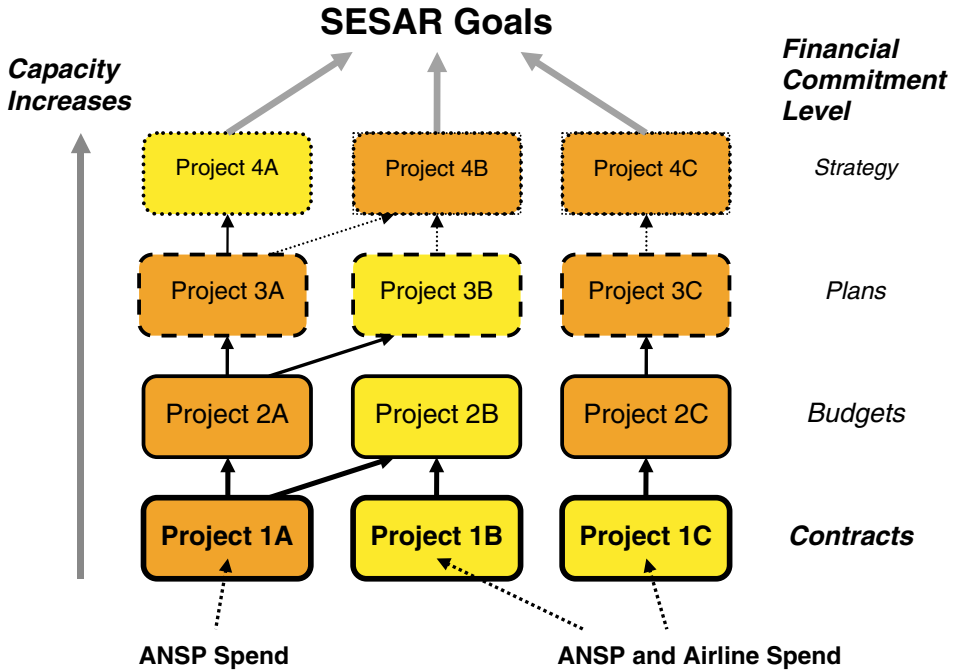 SESAR Goals
Capacity
Increases
Financial
Commitment
Level
Project 4A
Project 4B
Project 4C
Strategy
Project 3A
Project 3B
Project 3C
Plans
Project 2A
Project 2B
Project 2C
Budgets
Project 1A
Project 1B
Project 1C
Contracts
ANSP Spend
ANSP and Airline Spend